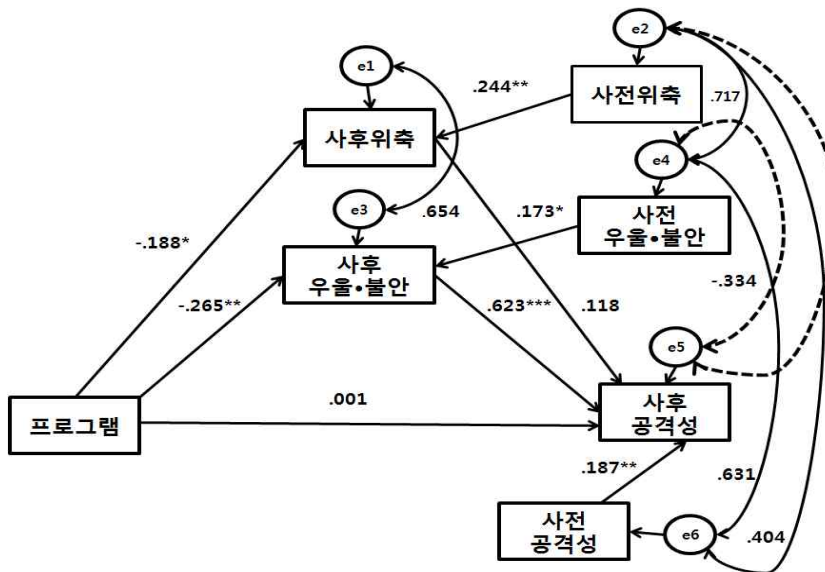 e2
e1
.244**
사전위축
.717
사후위축
e4
e3
.654
.173*
사전
우울•불안
-.188*
사후
우울•불안
-.265**
.623***
.118
-.334
e5
.001
사후
공격성
프로그램
.187**
.631
사전
공격성
e6
.404